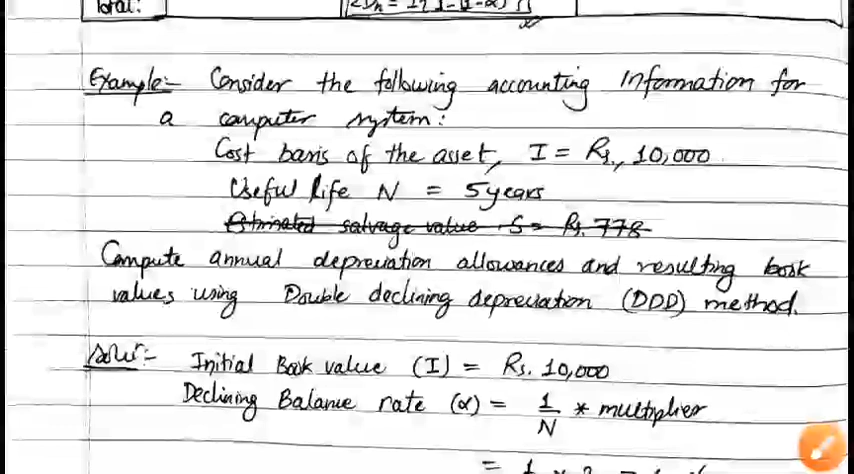 Total:
Example:- Consider the following accounting information for
a computer system:
Cost basis of the asset, I = Rs., 10,000
Useful life N = 5 years
Estimated salvage value S = Rs. 778
Compute annual depreciation allowances and resulting book
values using Double declining depreciation (DDD) method.
Initial Book value (I) = Rs. 10,000
Declining Balance rate (α) = 1/N * multiplier